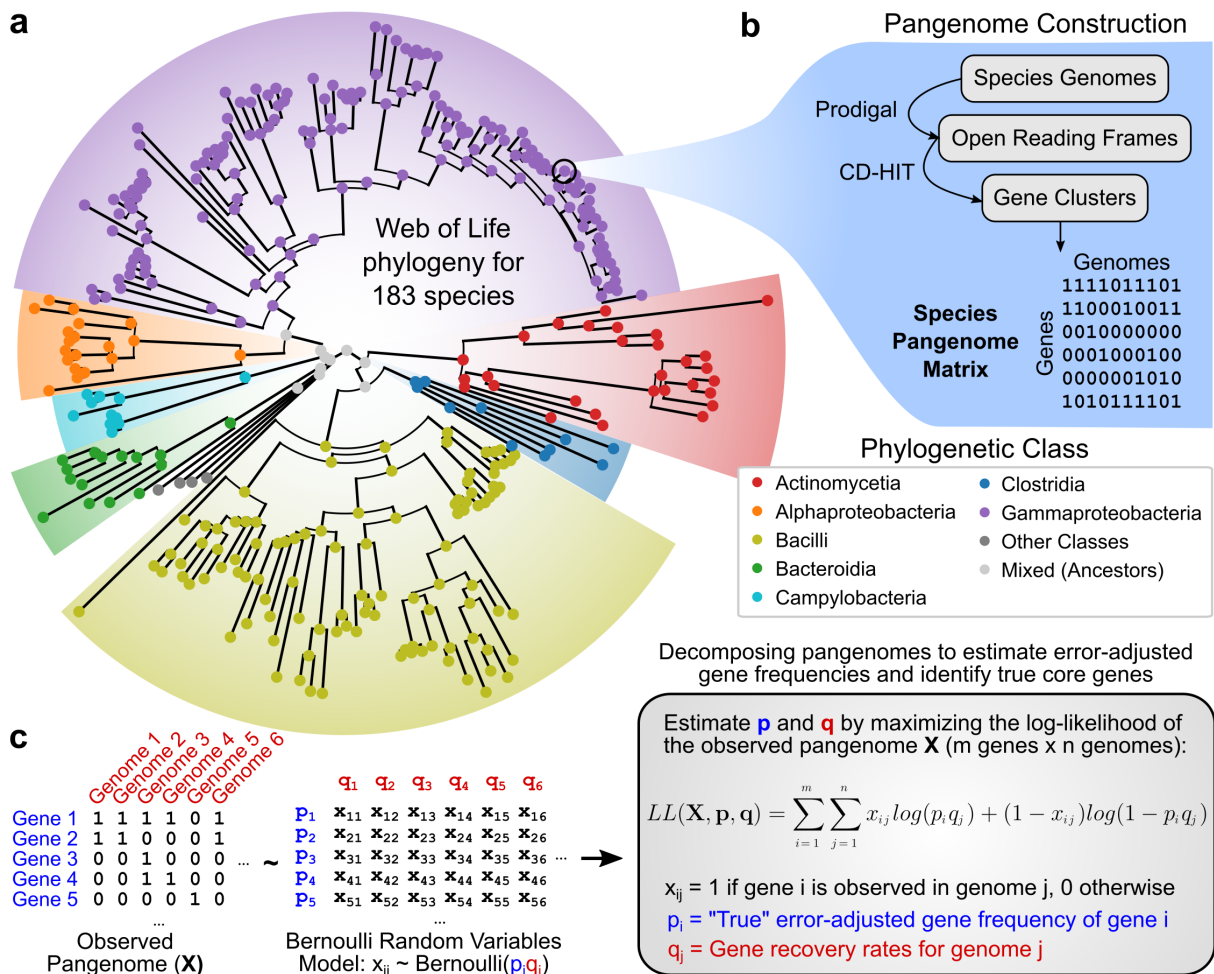 a
Web of Life
phylogeny for
183 species
b
Pangenome Construction
Species Genomes
Prodigal
Open Reading Frames
CD-HIT
Gene Clusters
Genomes
Genes
1111011101
1100010011
0010000000
0001000100
0000001010
1010111101
Species
Pangenome
Matrix
Phylogenetic Class
Actinomycetia
Alphaproteobacteria
Bacilli
Bacteroidia
Campylobacteria
Clostridia
Gammaproteobacteria
Other Classes
Mixed (Ancestors)
c
Genome 1
Genome 2
Genome 3
Genome 4
Genome 5
Genome 6
Gene 1 1 1 1 1 0 1
Gene 2 1 1 0 0 0 1
Gene 3 0 0 1 0 0 0 ...
Gene 4 0 0 1 1 0 0
Gene 5 0 0 0 0 1 0
...
Observed
Pangenome (X)
~
q₁ q₂ q₃ q₄ q₅ q₆
p₁ x₁₁ x₁₂ x₁₃ x₁₄ x₁₅ x₁₆
p₂ x₂₁ x₂₂ x₂₃ x₂₄ x₂₅ x₂₆
p₃ x₃₁ x₃₂ x₃₃ x₃₄ x₃₅ x₃₆ ...
p₄ x₄₁ x₄₂ x₄₃ x₄₄ x₄₅ x₄₆
p₅ x₅₁ x₅₂ x₅₃ x₅₄ x₅₅ x₅₆
...
Bernoulli Random Variables
Model: xᵢⱼ ~ Bernoulli(pᵢqⱼ)
Decomposing pangenomes to estimate error-adjusted
gene frequencies and identify true core genes
Estimate p and q by maximizing the log-likelihood of
the observed pangenome X (m genes x n genomes):
LL(X, p, q) = ∑_{i=1}^{m} ∑_{j=1}^{n} xᵢⱼlog(pᵢqⱼ) + (1 − xᵢⱼ)log(1 − pᵢqⱼ)
xᵢⱼ = 1 if gene i is observed in genome j, 0 otherwise
pᵢ = "True" error-adjusted gene frequency of gene i
qⱼ = Gene recovery rates for genome j